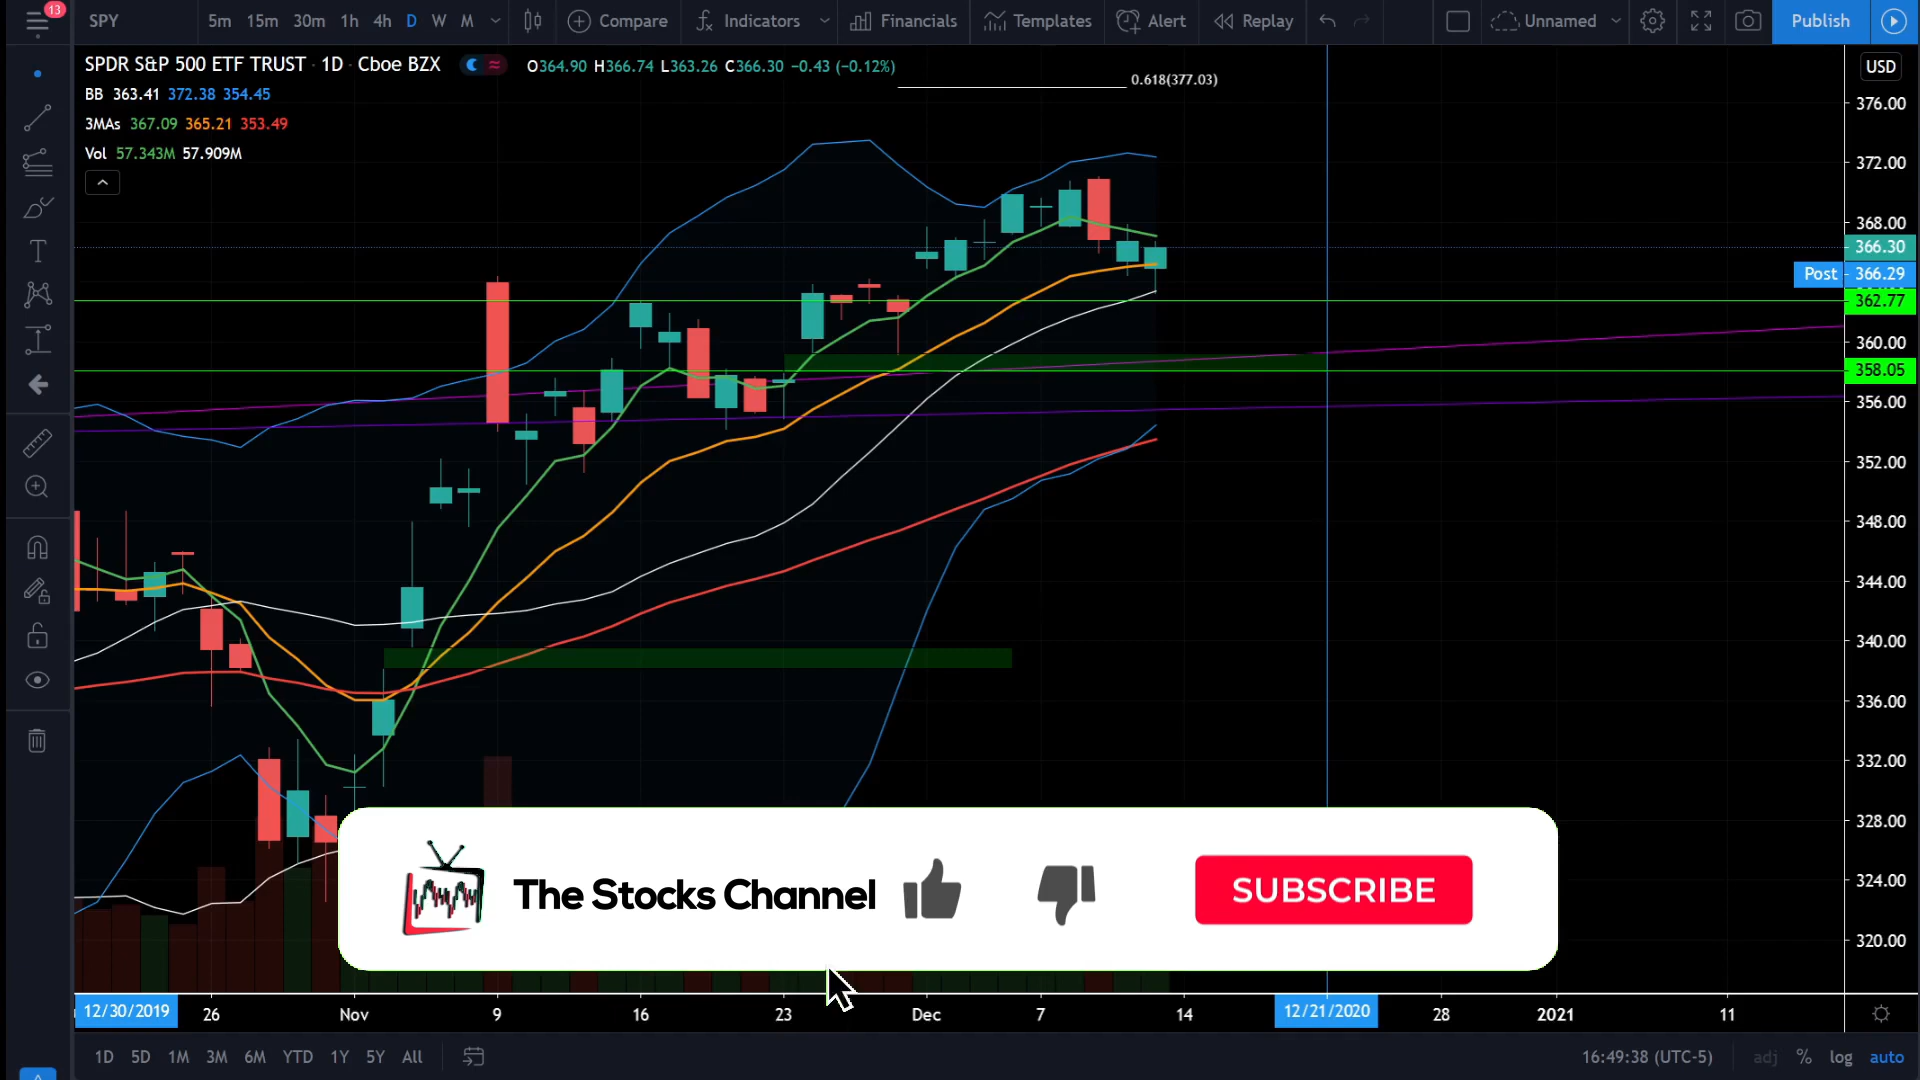 13
SPY
5m 15m 30m 1h 4h D W M
Compare
Indicators
Financials
Templates
Alert
Replay
Unnamed
Publish
SPDR S&P 500 ETF TRUST · 1D · Cboe BZX
O364.90 H366.74 L363.26 C366.30 −0.43 (−0.12%)
BB 363.41 372.38 354.45
3MAs 367.09 365.21 353.49
Vol 57.343M 57.909M
0.618(377.03)
USD
376.00
372.00
368.00
366.30
Post 366.29
362.77
360.00
358.05
356.00
352.00
348.00
344.00
340.00
336.00
332.00
328.00
324.00
320.00
The Stocks Channel
SUBSCRIBE
12/30/2019 26 Nov 9 16 23 Dec 7 14 12/21/2020 28 2021 11
1D 5D 1M 3M 6M YTD 1Y 5Y All
16:49:38 (UTC-5)
adj % log auto